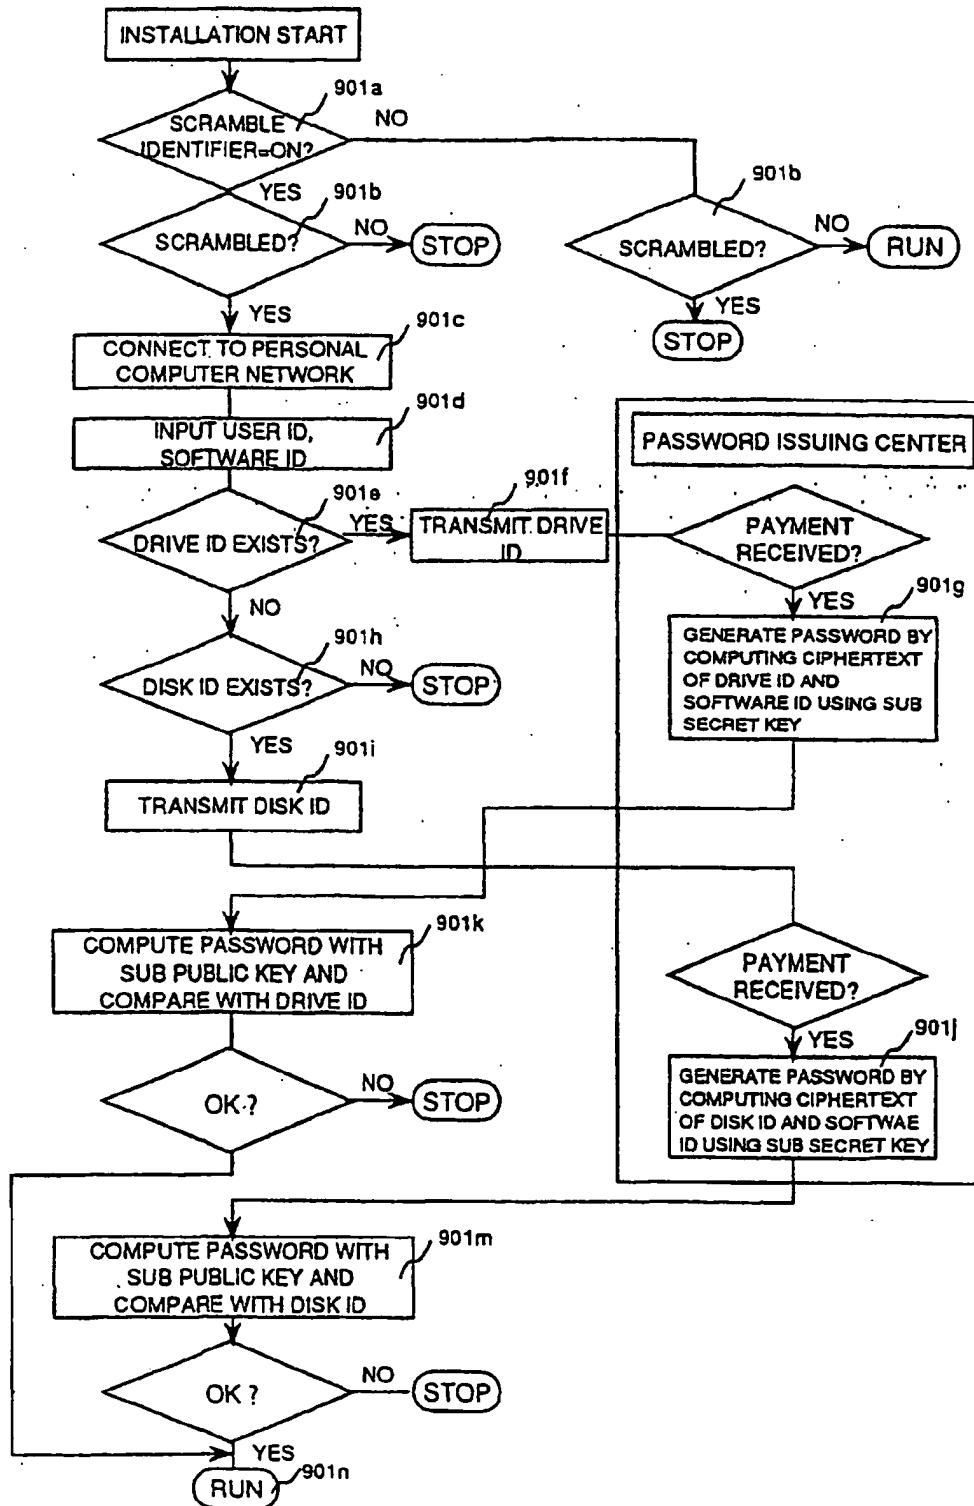 INSTALLATION START
901a
SCRAMBLE
IDENTIFIER=ON?
NO
YES
901b
SCRAMBLED?
NO
STOP
901b
SCRAMBLED?
NO
RUN
YES
STOP
YES
901c
CONNECT TO PERSONAL
COMPUTER NETWORK
901d
INPUT USER ID,
SOFTWARE ID
901e
DRIVE ID EXISTS?
YES
901f
TRANSMIT DRIVE
ID
PASSWORD ISSUING CENTER
PAYMENT
RECEIVED?
YES
901g
GENERATE PASSWORD BY
COMPUTING CIPHERTEXT
OF DRIVE ID AND
SOFTWARE ID USING SUB
SECRET KEY
NO
901h
DISK ID EXISTS?
NO
STOP
YES
901i
TRANSMIT DISK ID
901k
COMPUTE PASSWORD WITH
SUB PUBLIC KEY AND
COMPARE WITH DRIVE ID
PAYMENT
RECEIVED?
YES
901j
GENERATE PASSWORD BY
COMPUTING CIPHERTEXT
OF DISK ID AND SOFTWAE
ID USING SUB SECRET KEY
OK?
NO
STOP
901m
COMPUTE PASSWORD WITH
SUB PUBLIC KEY AND
COMPARE WITH DISK ID
OK ?
NO
STOP
YES
RUN
901n